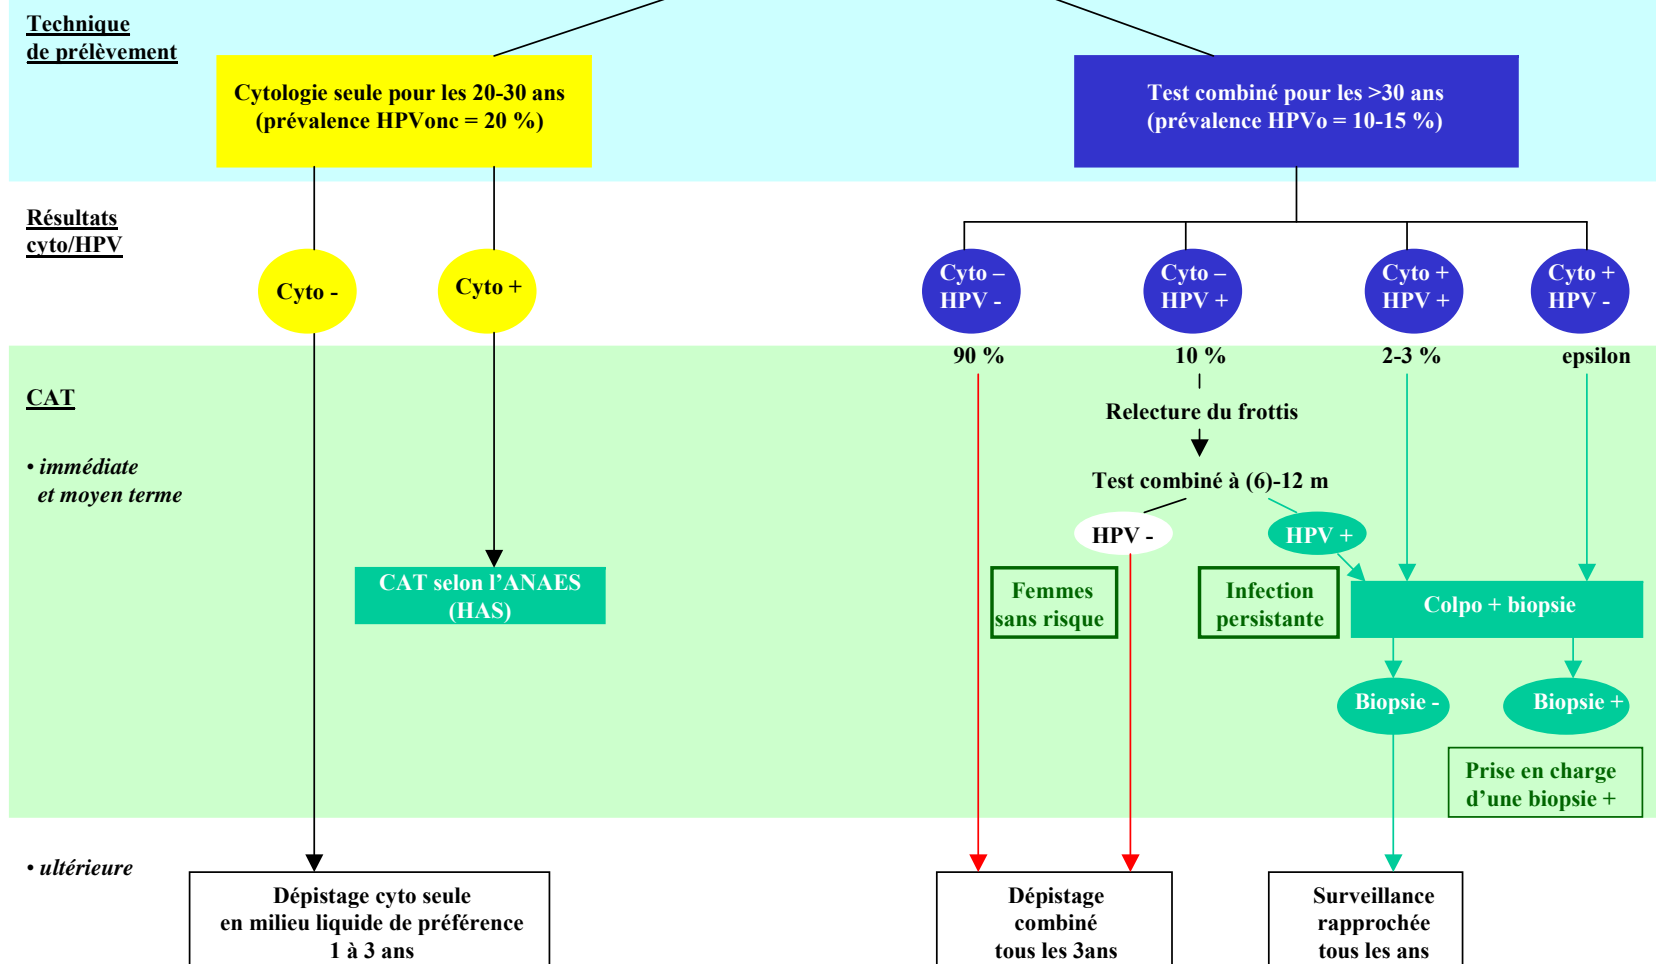 Technique
de prélèvement
Cytologie seule pour les 20-30 ans
(prévalence HPVonc = 20 %)
Test combiné pour les >30 ans
(prévalence HPVo = 10-15 %)
Résultats
cyto/HPV
Cyto -
Cyto +
Cyto –
HPV -
Cyto –
HPV +
Cyto +
HPV +
Cyto +
HPV -
90 %
10 %
2-3 %
epsilon
CAT
• immédiate
et moyen terme
Relecture du frottis
Test combiné à (6)-12 m
HPV -
HPV +
CAT selon l’ANAES
(HAS)
Femmes
sans risque
Infection
persistante
Colpo + biopsie
Biopsie -
Biopsie +
Prise en charge
d’une biopsie +
• ultérieure
Dépistage cyto seule
en milieu liquide de préférence
1 à 3 ans
Dépistage
combiné
tous les 3ans
Surveillance
rapprochée
tous les ans